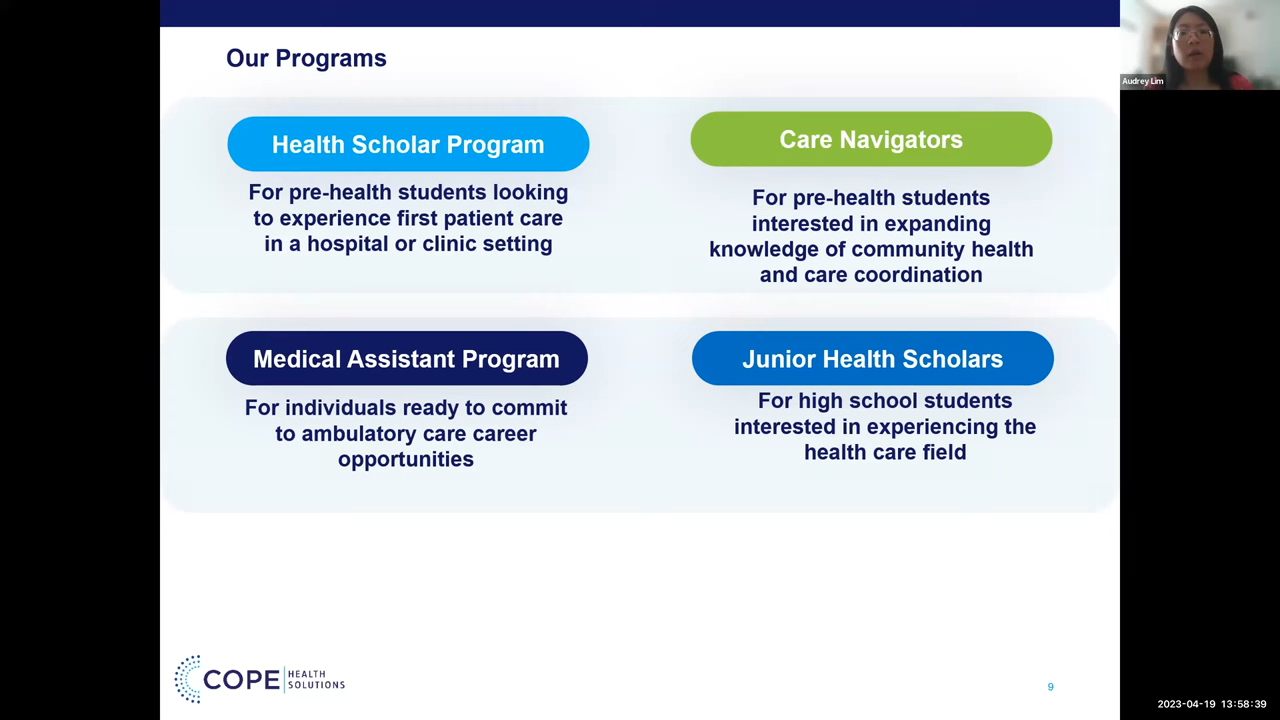 Our Programs
Health Scholar Program
For pre-health students looking
to experience first patient care
in a hospital or clinic setting
Care Navigators
For pre-health students
interested in expanding
knowledge of community health
and care coordination
Medical Assistant Program
For individuals ready to commit
to ambulatory care career
opportunities
Junior Health Scholars
For high school students
interested in experiencing the
health care field
COPE HEALTH
SOLUTIONS
9
Audrey Lim
2023-04-19 13:58:39